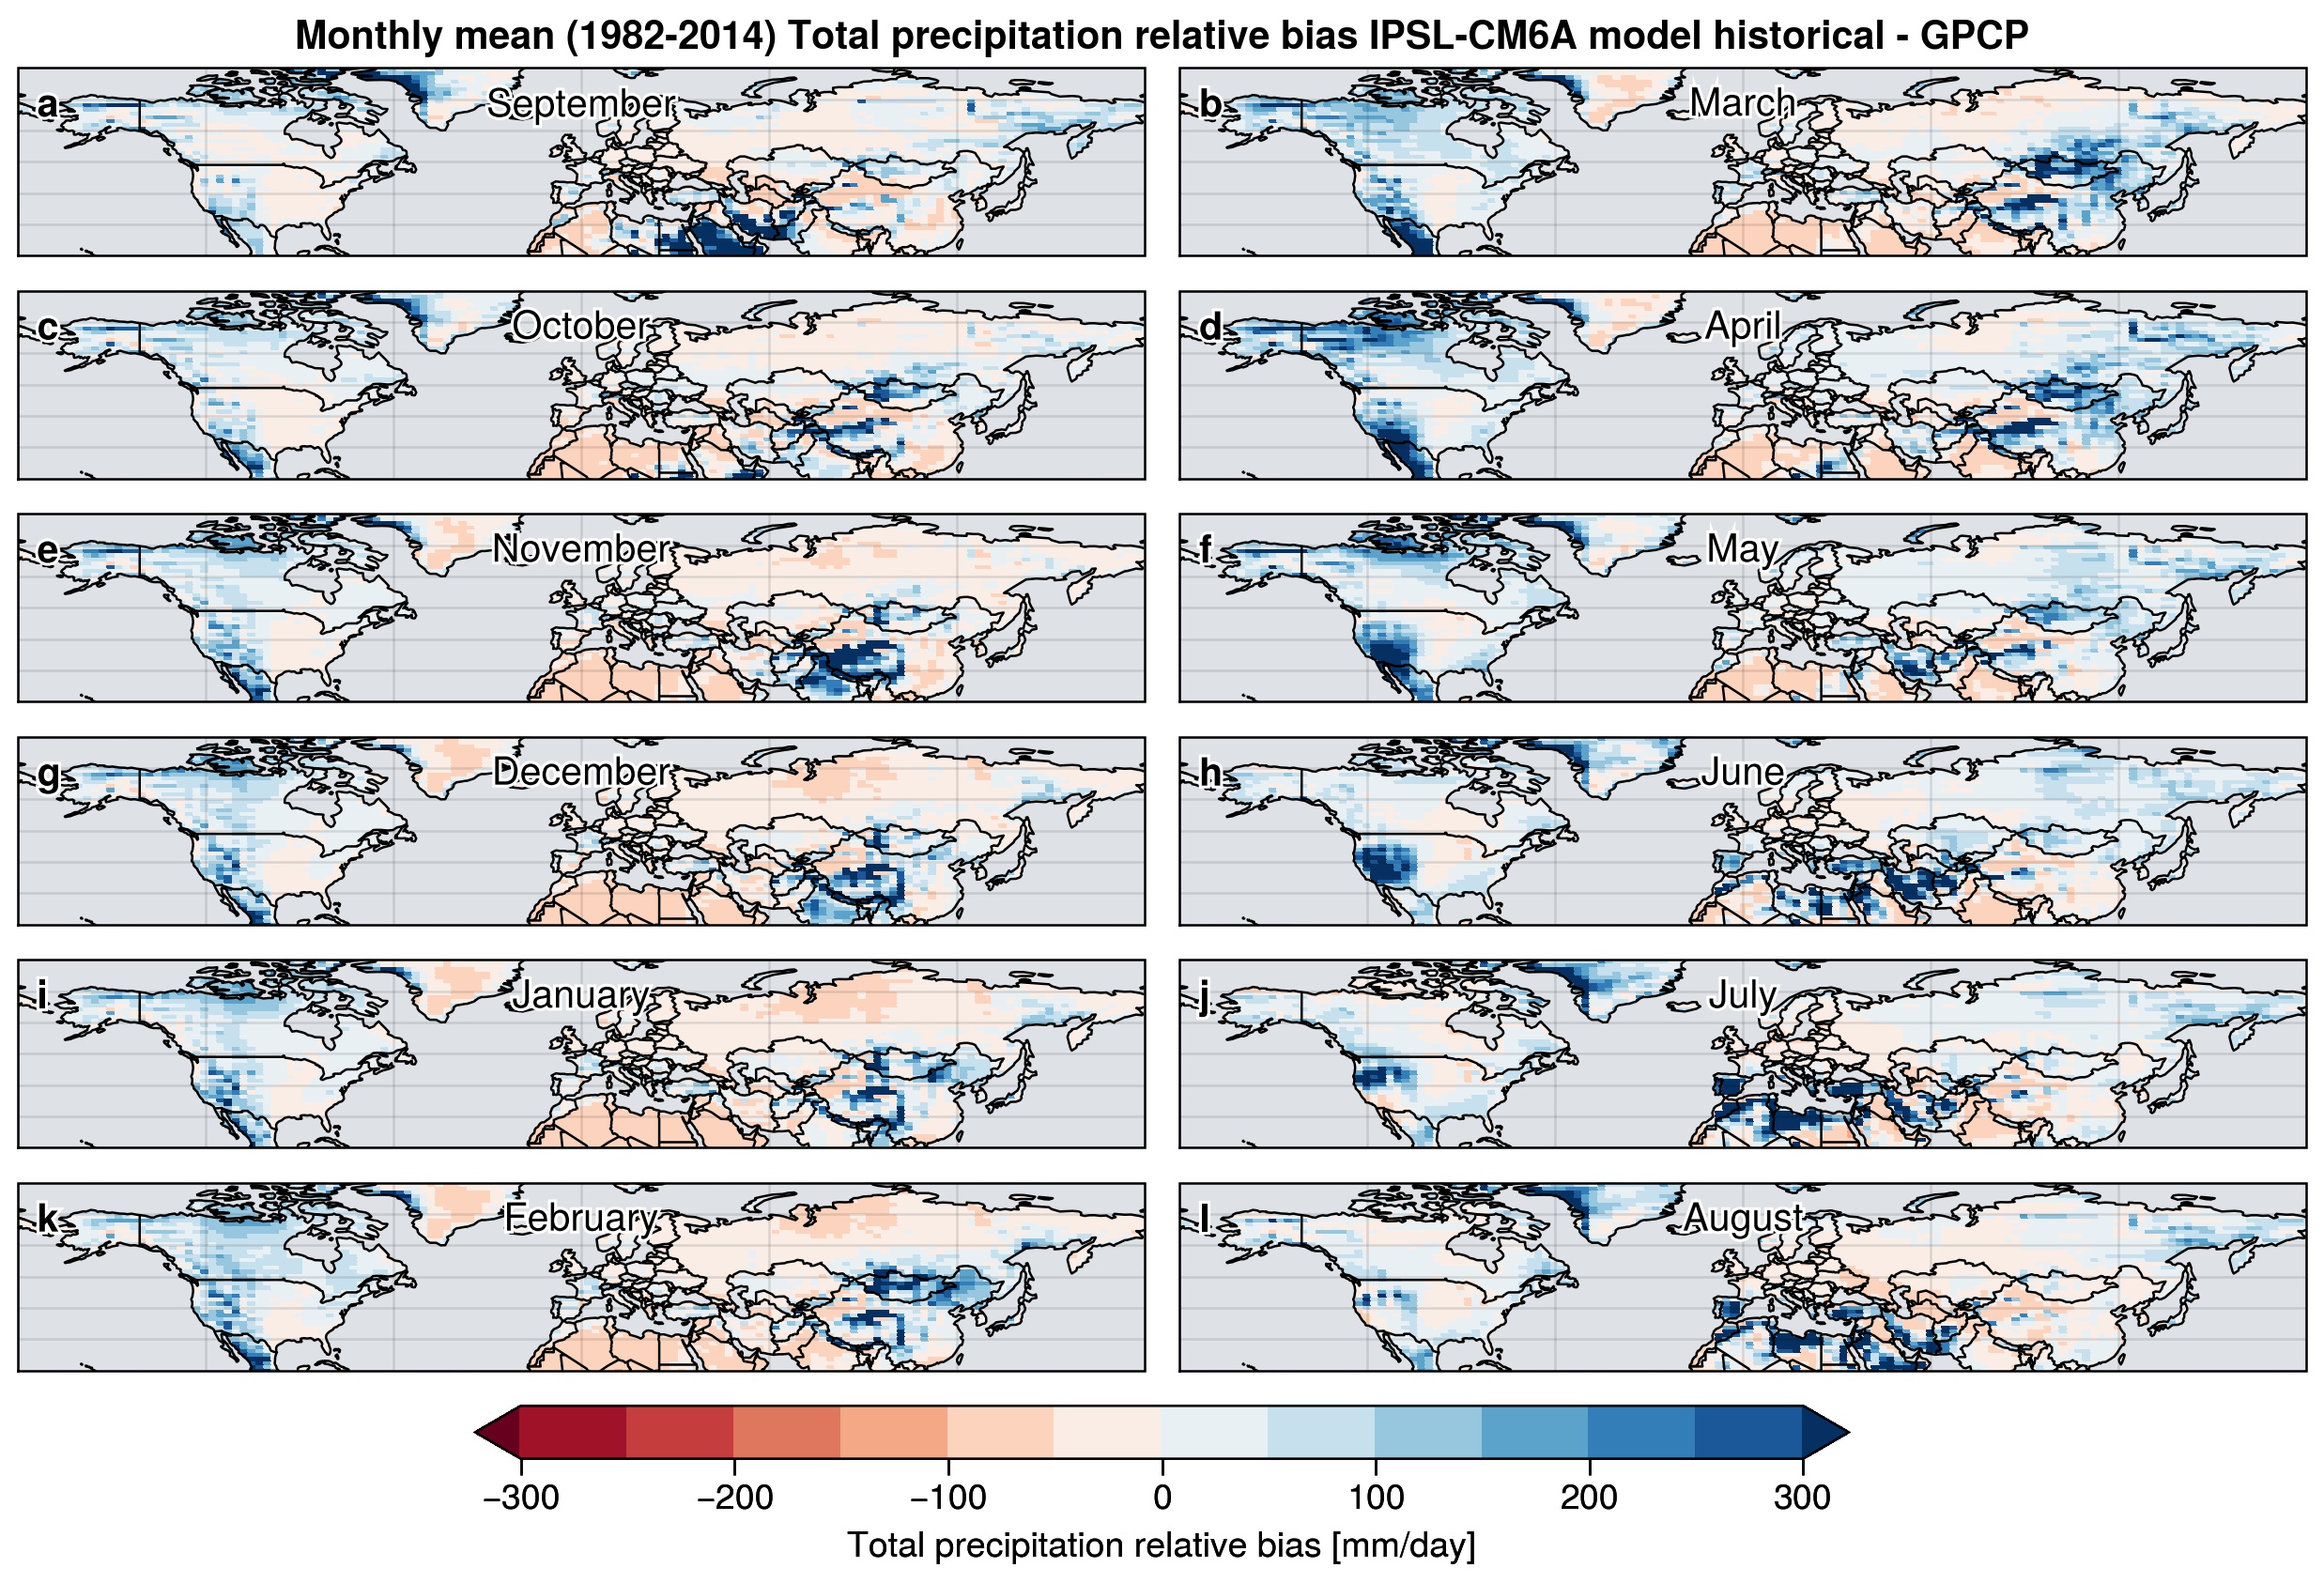 Monthly mean (1982-2014) Total precipitation relative bias IPSL-CM6A model historical - GPCP
a
September
b
March
c
October
d
April
e
November
f
May
g
December
h
June
i
January
j
July
k
February
l
August
−300
−200
−100
0
100
200
300
Total precipitation relative bias [mm/day]